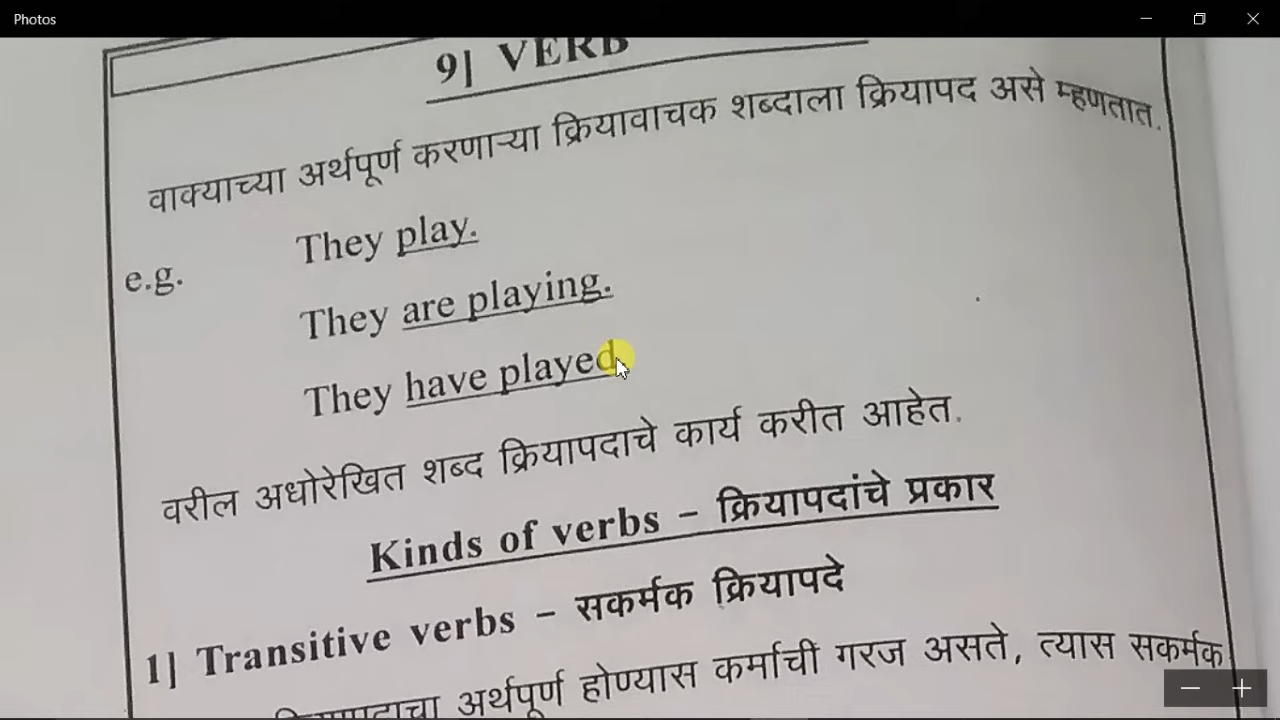 Photos
9] VERB
वाक्याच्या अर्थपूर्ण करणाऱ्या क्रियावाचक शब्दाला क्रियापद असे म्हणतात.
They play.
e.g.
They are playing.
They have played.
वरील अधोरेखित शब्द क्रियापदाचे कार्य करीत आहेत.
Kinds of verbs – क्रियापदांचे प्रकार
1] Transitive verbs – सकर्मक क्रियापदे
अर्थपूर्ण होण्यास कर्माची गरज असते, त्यास सकर्मक